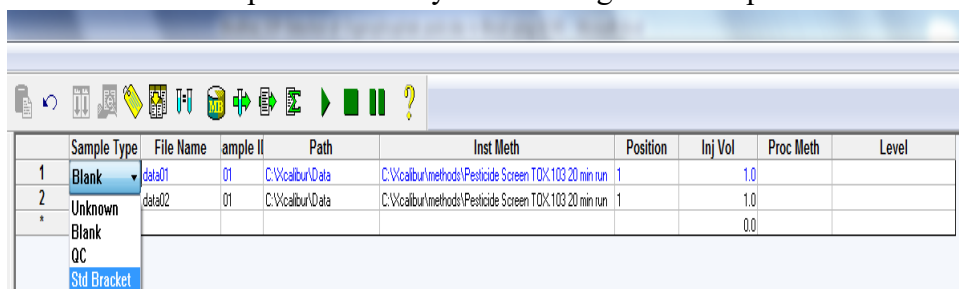 MB
Sample Type File Name ample II Path Inst Meth Position Inj Vol Proc Meth Level
1 Blank data01 01 C:\Xcalibur\Data C:\Xcalibur\methods\Pesticide Screen TOX.103 20 min run 1 1.0
2 data02 01 C:\Xcalibur\Data C:\Xcalibur\methods\Pesticide Screen TOX.103 20 min run 1 1.0
Unknown
* 0.0
Blank
QC
Std Bracket